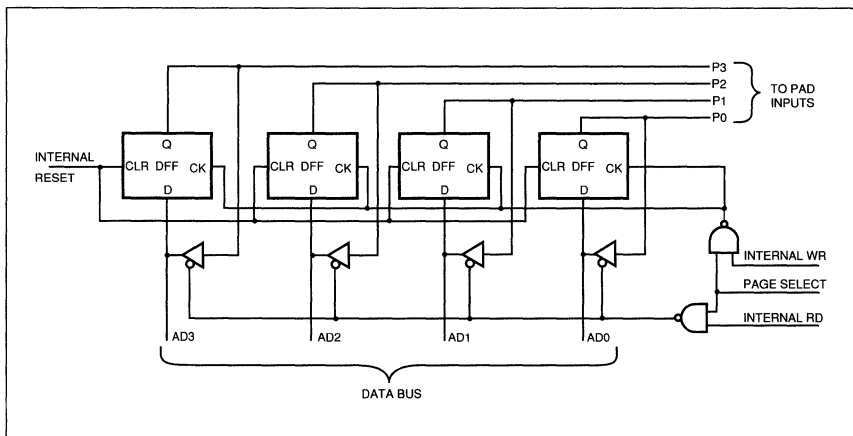 P3
P2
P1
P0
TO PAD
INPUTS
INTERNAL
RESET
Q
CLR DFF CK
D
Q
CLR DFF CK
D
Q
CLR DFF CK
D
Q
CLR DFF CK
D
INTERNAL WR
PAGE SELECT
INTERNAL RD
AD3
AD2
AD1
AD0
DATA BUS